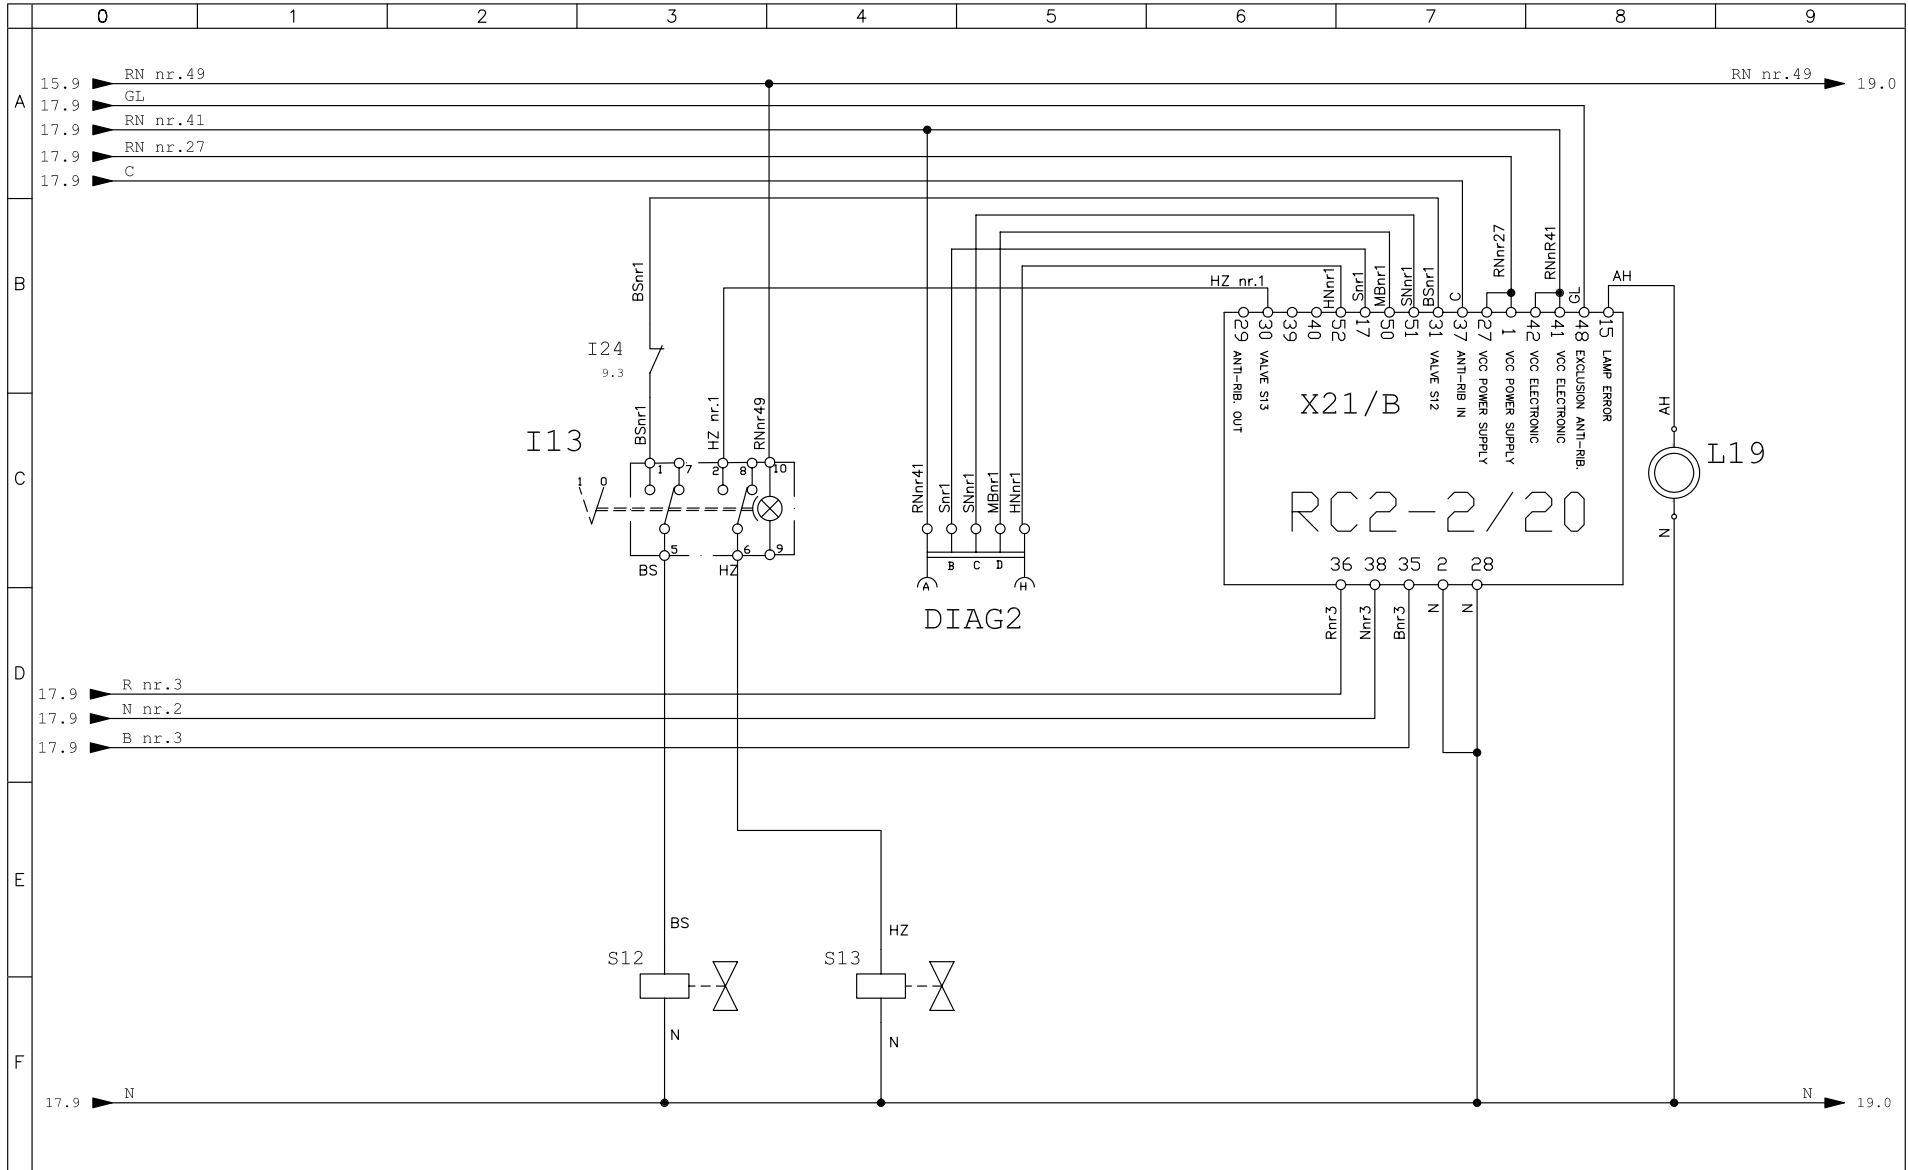 0 1 2 3 4 5 6 7 8 9
A
B
C
D
E
F
15.9 RN nr.49 RN nr.49 19.0
17.9 GL
17.9 RN nr.41
17.9 RN nr.27
17.9 C
BSnr1
I24
9.3
BSnr1
HZ nr.1
RNnr49
I13
1 0
1 7 2 8 10
5 6 9
BS HZ
RNnr41
Snr1
SNnr1
MBnr1
HNnr1
A B C D H
DIAG2
HZ nr.1
HNnr1
Snr1
MBnr1
SNnr1
BSnr1
C
RNnr27
RNnR41
GL
AH
29 ANTI-RIB. OUT
30 VALVE S13
39
40
52
17
50
51
31 VALVE S12
37 ANTI-RIB IN
27 VCC POWER SUPPLY
1 VCC POWER SUPPLY
42 VCC ELECTRONIC
41 VCC ELECTRONIC
48 EXCLUSION ANTI-RIB.
15 LAMP ERROR
X21/B
RC2-2/20
36 38 35 2 28
Rnr3
Nnr3
Bnr3
N
N
AH
L19
N
17.9 R nr.3
17.9 N nr.2
17.9 B nr.3
BS
S12
N
HZ
S13
N
17.9 N N 19.0